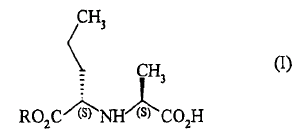 CH₃
(I)
CH₃
RO₂C (S) NH (S) CO₂H